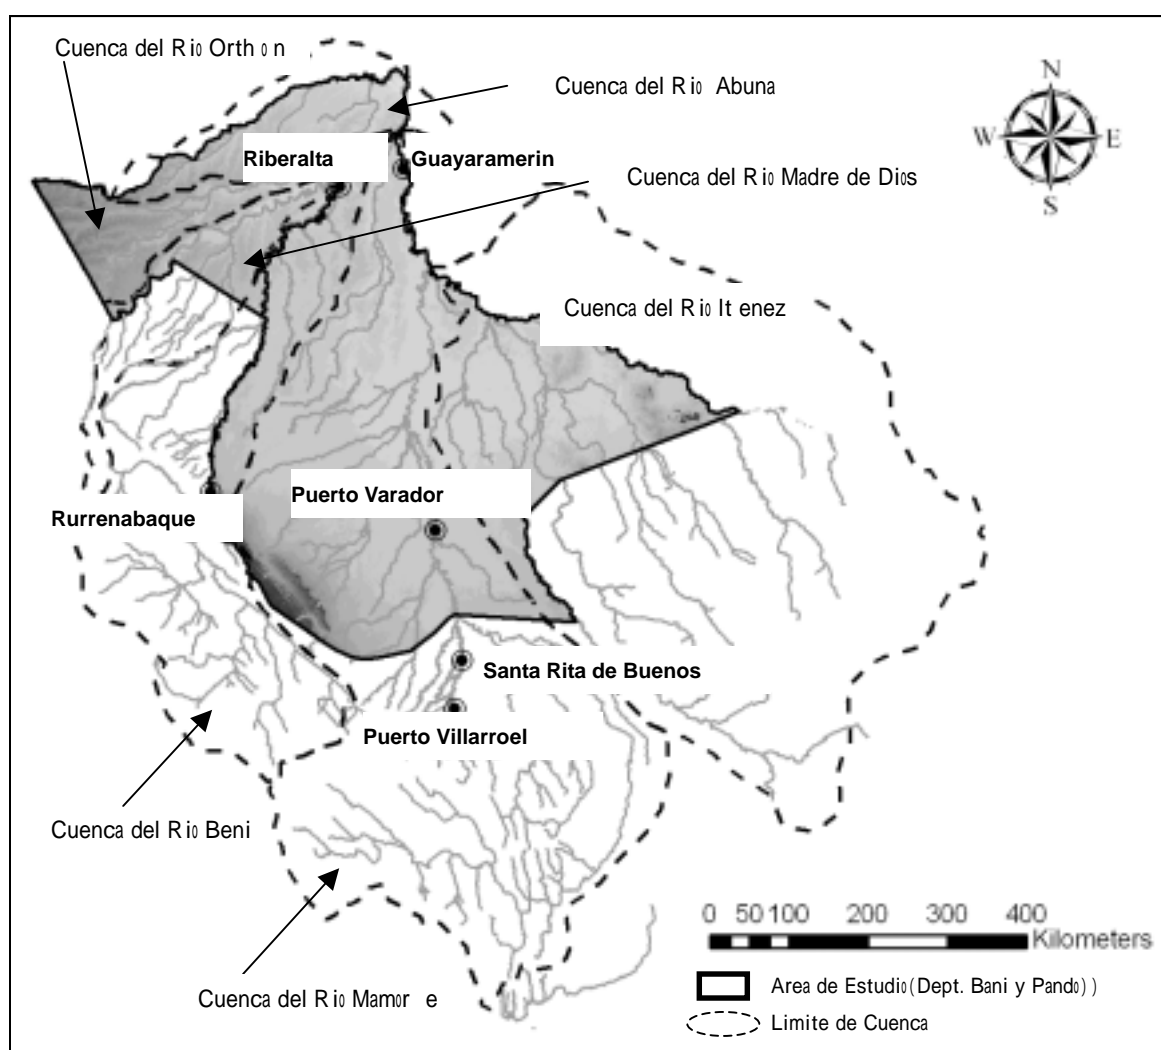 Cuenca del Rio Orthon
Cuenca del Rio Abuna
N
W E
S
Riberalta
Guayaramerin
Cuenca del Rio Madre de Dios
Cuenca del Rio Itenez
Puerto Varador
Rurrenabaque
Santa Rita de Buenos
Puerto Villarroel
Cuenca del Rio Beni
Cuenca del Rio Mamore
0 50 100 200 300 400
Kilometers
Area de Estudio(Dept. Bani y Pando))
Limite de Cuenca